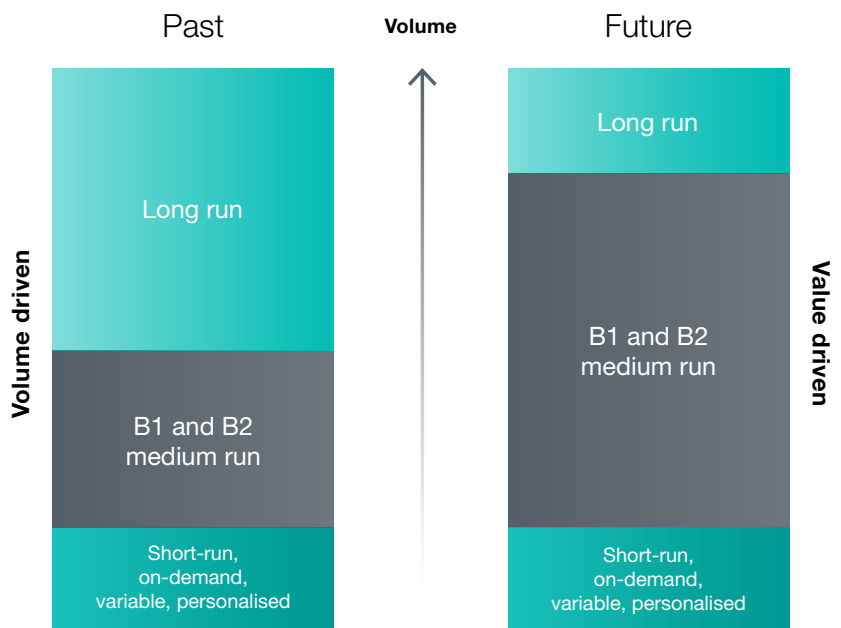 Past
Volume
Future
Volume driven
Long run
B1 and B2
medium run
Short-run,
on-demand,
variable, personalised
Long run
B1 and B2
medium run
Short-run,
on-demand,
variable, personalised
Value driven